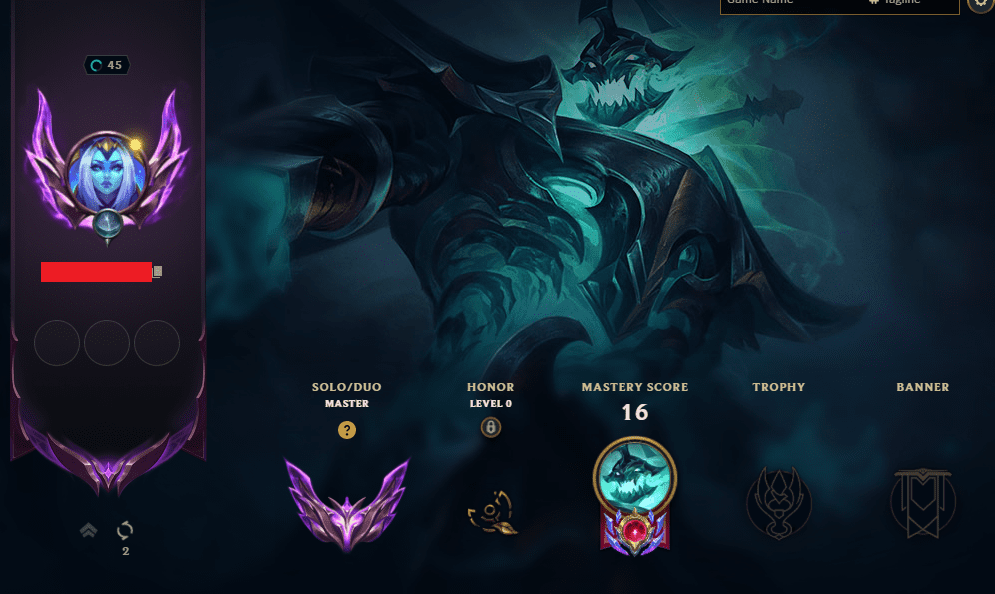 Game Name # Tagline
45
SOLO/DUO
MASTER
?
HONOR
LEVEL 0
MASTERY SCORE
16
TROPHY
BANNER
2